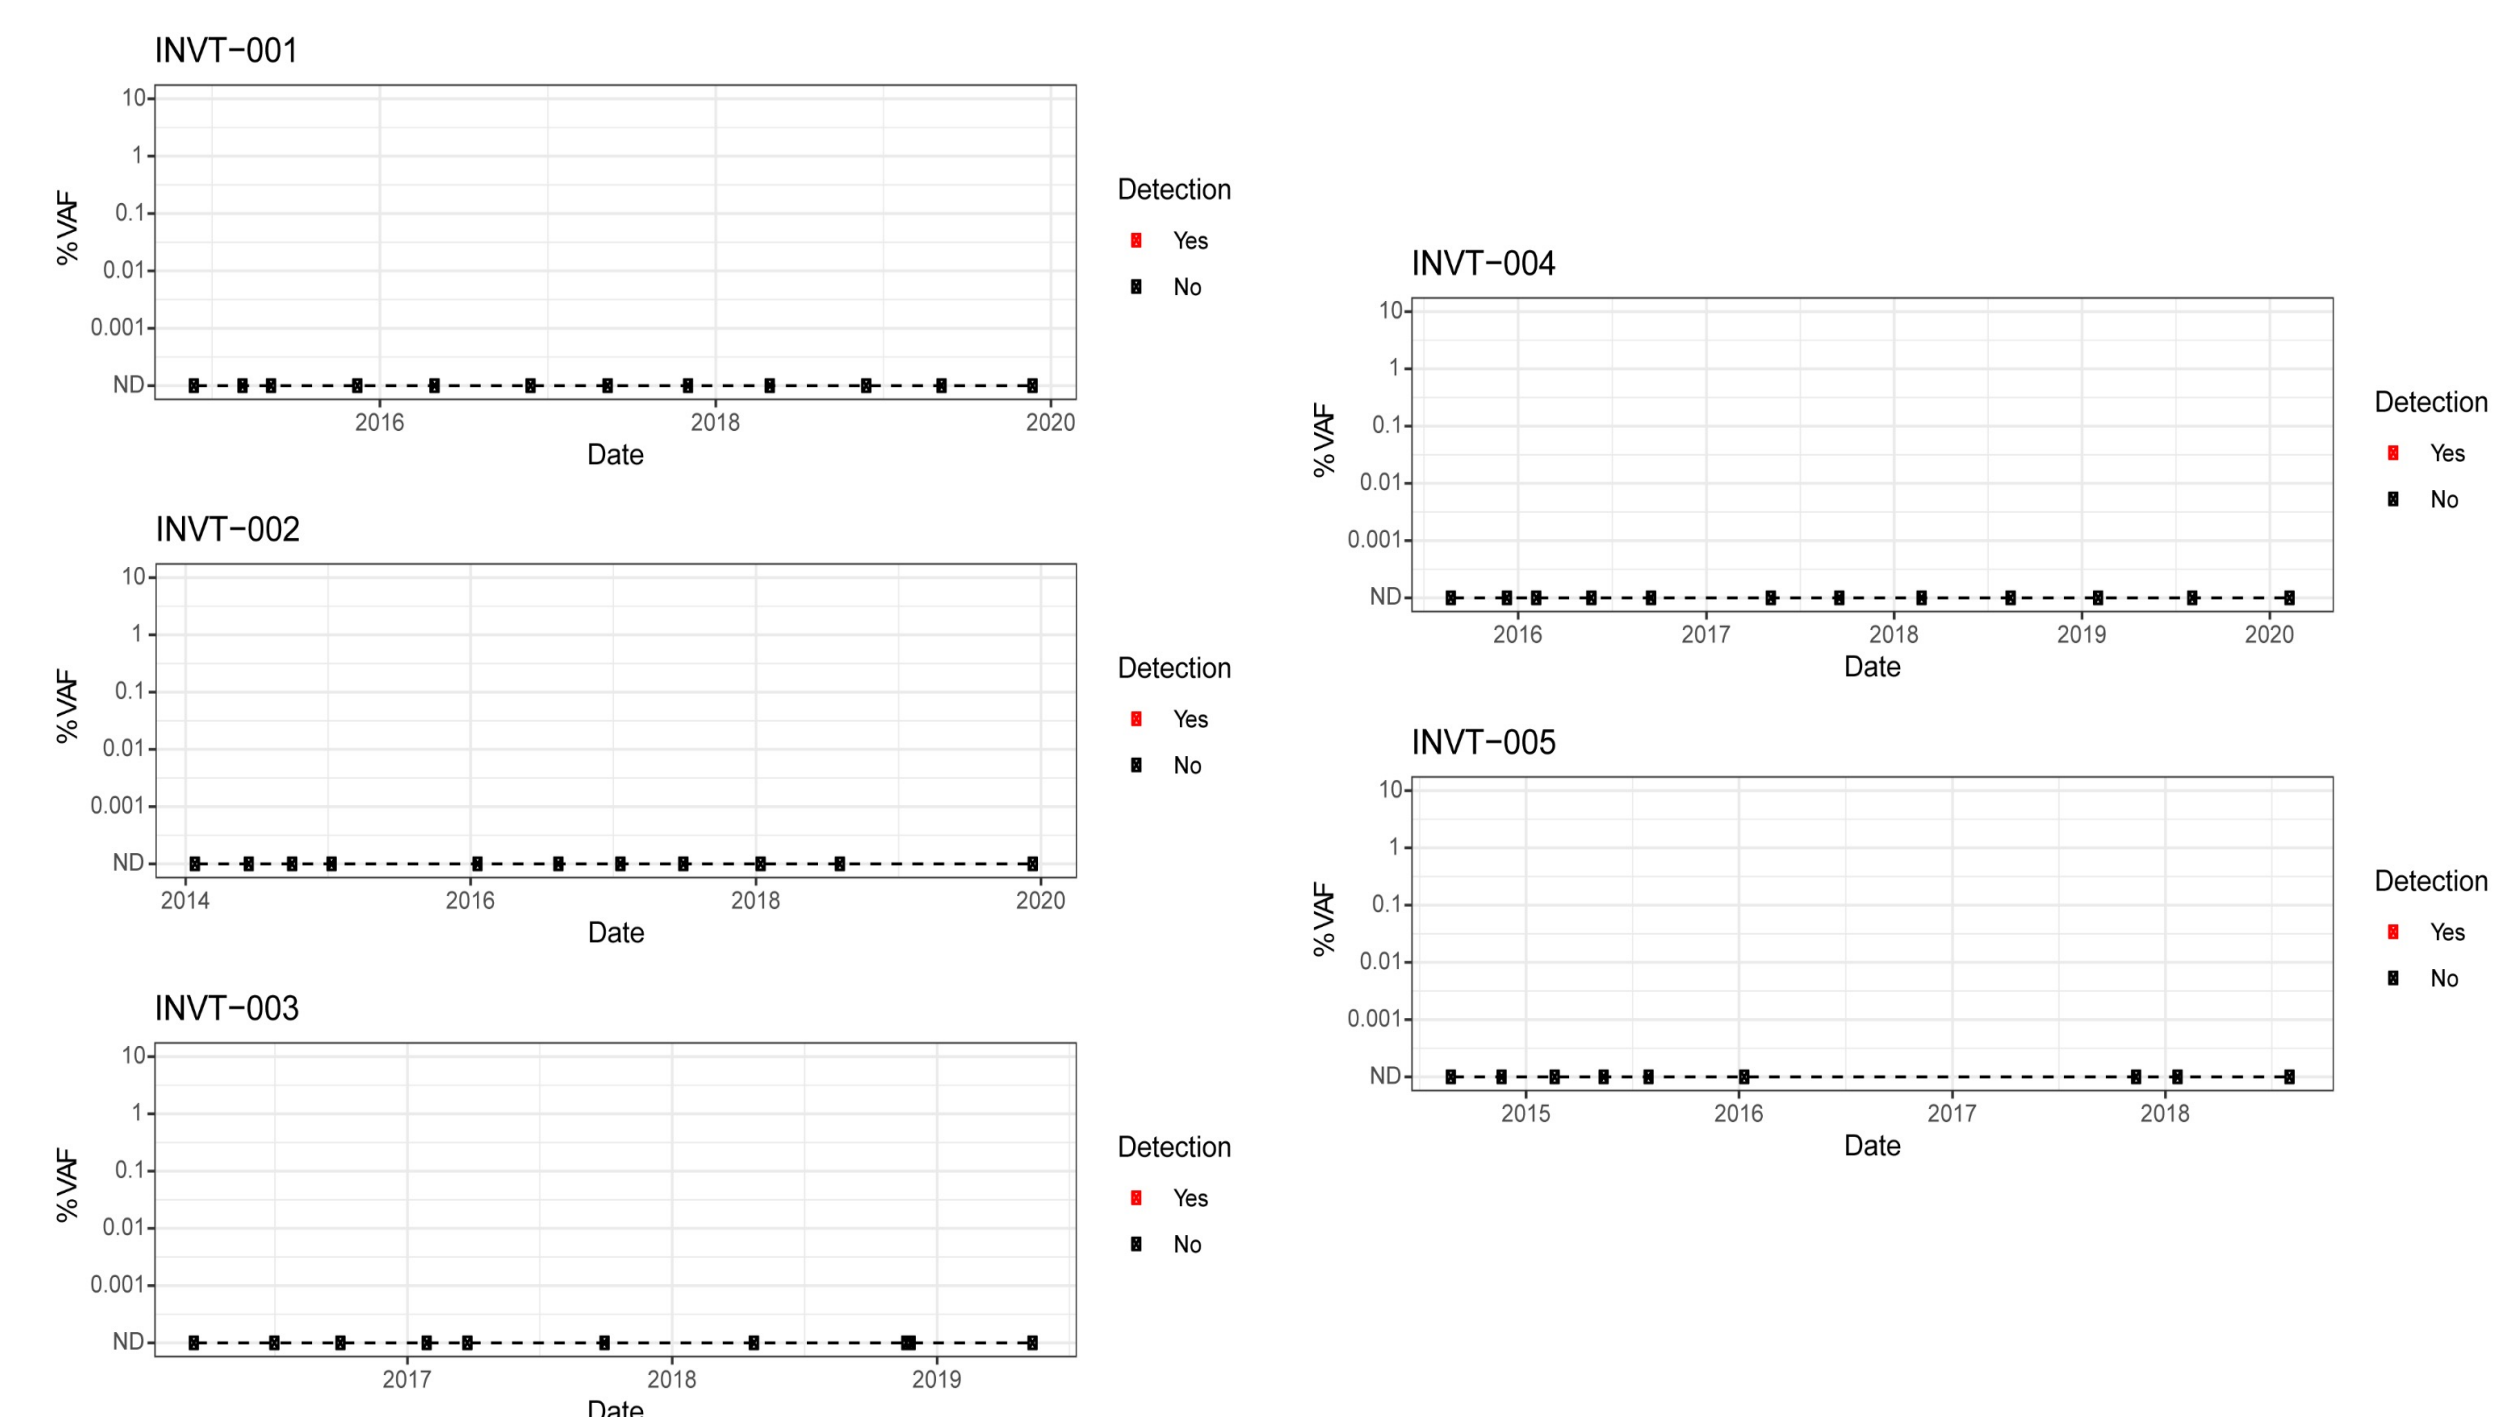 INVT−001
10
1
0.1
0.01
0.001
ND
%VAF
2016 2018 2020
Date
Detection
Yes
No
INVT−002
10
1
0.1
0.01
0.001
ND
%VAF
2014 2016 2018 2020
Date
Detection
Yes
No
INVT−003
10
1
0.1
0.01
0.001
ND
%VAF
2017 2018 2019
Date
Detection
Yes
No
INVT−004
10
1
0.1
0.01
0.001
ND
%VAF
2016 2017 2018 2019 2020
Date
Detection
Yes
No
INVT−005
10
1
0.1
0.01
0.001
ND
%VAF
2015 2016 2017 2018
Date
Detection
Yes
No